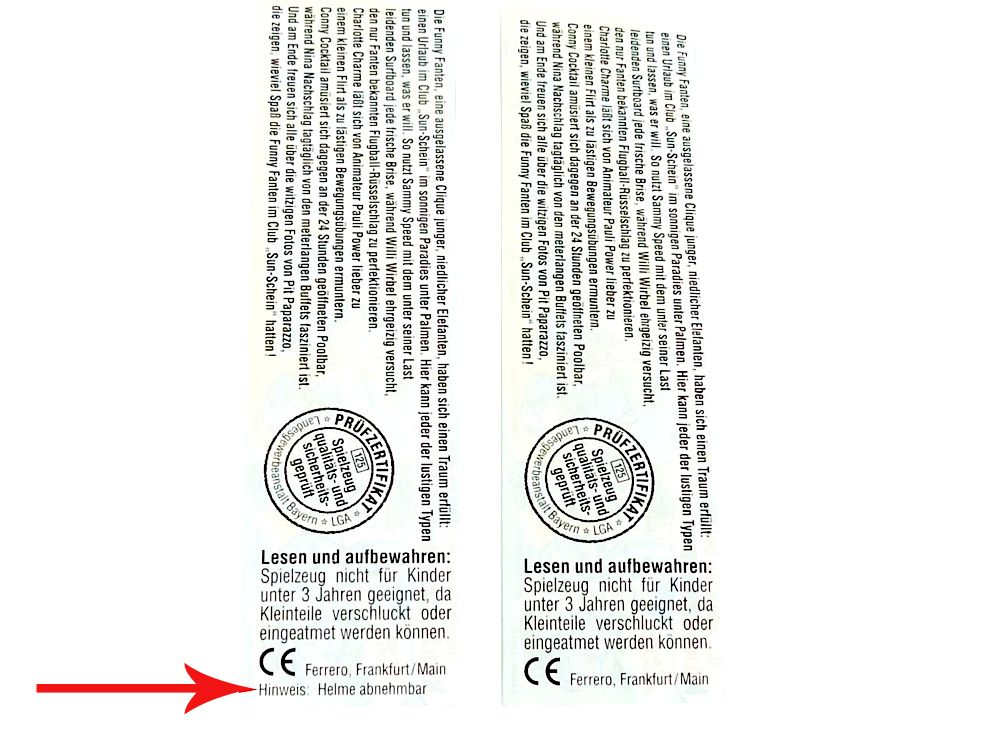 Die Funny Fanten, eine ausgelassene Clique junger, niedlicher Elefanten, haben sich einen Traum erfüllt:
einen Urlaub im Club „Sun-Schein“ im sonnigen Paradies unter Palmen. Hier kann jeder der lustigen Typen
tun und lassen, was er will. So nutzt Sammy Speed mit dem unter seiner Last
leidenden Surfboard jede frische Brise, während Willi Wirbel ehrgeizig versucht,
den nur Fanten bekannten Flugball-Rüsselschlag zu perfektionieren.
Charlotte Charme läßt sich von Animateur Pauli Power lieber zu
einem kleinen Flirt als zu lästigen Bewegungsübungen ermuntern.
Conny Cocktail amüsiert sich dagegen an der 24 Stunden geöffneten Poolbar,
während Nina Nachschlag tagtäglich von den meterlangen Buffets fasziniert ist.
Und am Ende freuen sich alle über die witzigen Fotos von Pit Paparazzo,
die zeigen, wieviel Spaß die Funny Fanten im Club „Sun-Schein“ hatten!
PRÜFZERTIFIKAT
☆ Landesgewerbeanstalt Bayern ☆ LGA ☆
125
Spielzeug
qualitäts- und
sicherheits-
geprüft
Lesen und aufbewahren:
Spielzeug nicht für Kinder
unter 3 Jahren geeignet, da
Kleinteile verschluckt oder
eingeatmet werden können.
CE Ferrero, Frankfurt/Main
Hinweis: Helme abnehmbar
Die Funny Fanten, eine ausgelassene Clique junger, niedlicher Elefanten, haben sich einen Traum erfüllt:
einen Urlaub im Club „Sun-Schein“ im sonnigen Paradies unter Palmen. Hier kann jeder der lustigen Typen
tun und lassen, was er will. So nutzt Sammy Speed mit dem unter seiner Last
leidenden Surfboard jede frische Brise, während Willi Wirbel ehrgeizig versucht,
den nur Fanten bekannten Flugball-Rüsselschlag zu perfektionieren.
Charlotte Charme läßt sich von Animateur Pauli Power lieber zu
einem kleinen Flirt als zu lästigen Bewegungsübungen ermuntern.
Conny Cocktail amüsiert sich dagegen an der 24 Stunden geöffneten Poolbar,
während Nina Nachschlag tagtäglich von den meterlangen Buffets fasziniert ist.
Und am Ende freuen sich alle über die witzigen Fotos von Pit Paparazzo,
die zeigen, wieviel Spaß die Funny Fanten im Club „Sun-Schein“ hatten!
PRÜFZERTIFIKAT
☆ Landesgewerbeanstalt Bayern ☆ LGA ☆
125
Spielzeug
qualitäts- und
sicherheits-
geprüft
Lesen und aufbewahren:
Spielzeug nicht für Kinder
unter 3 Jahren geeignet, da
Kleinteile verschluckt oder
eingeatmet werden können.
CE Ferrero, Frankfurt/Main